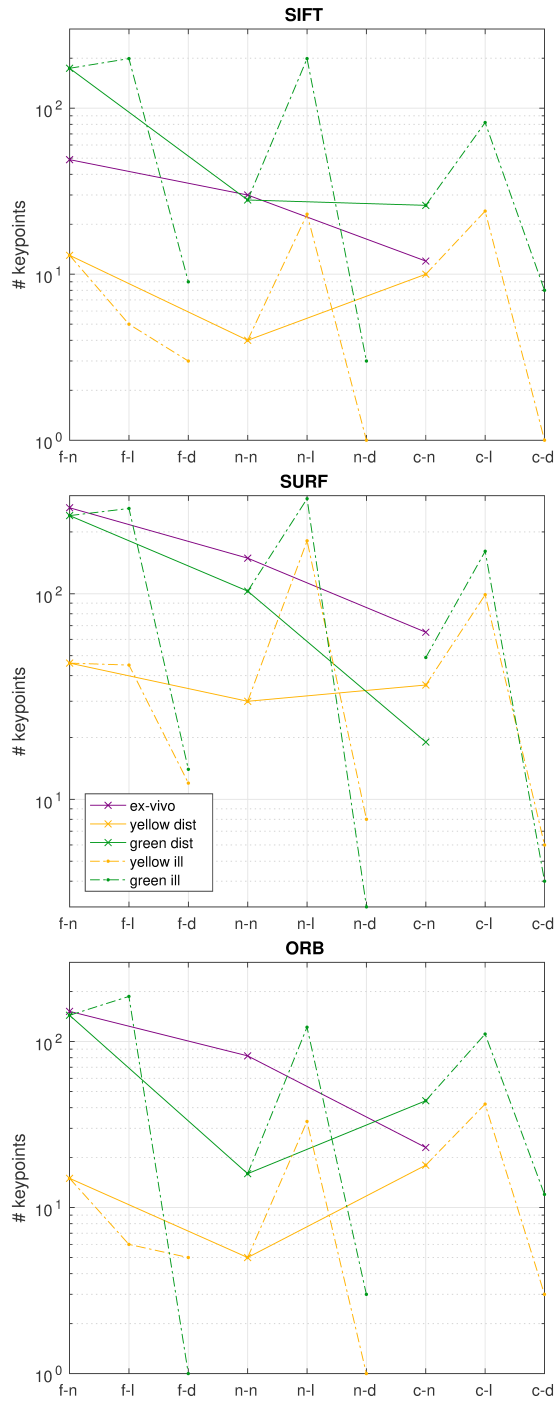 SIFT
# keypoints
10^2
10^1
10^0
f-n f-l f-d n-n n-l n-d c-n c-l c-d
SURF
# keypoints
10^2
10^1
ex-vivo
yellow dist
green dist
yellow ill
green ill
f-n f-l f-d n-n n-l n-d c-n c-l c-d
ORB
# keypoints
10^2
10^1
10^0
f-n f-l f-d n-n n-l n-d c-n c-l c-d